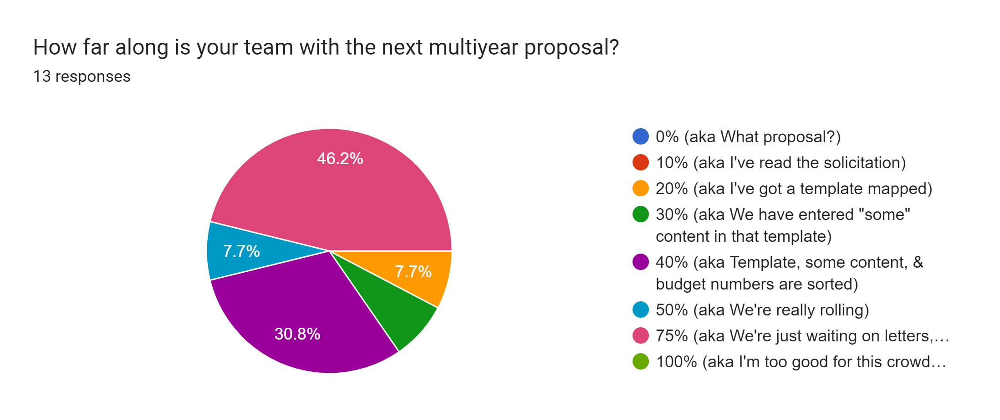 How far along is your team with the next multiyear proposal?
13 responses
46.2%
7.7%
7.7%
30.8%
0% (aka What proposal?)
10% (aka I've read the solicitation)
20% (aka I've got a template mapped)
30% (aka We have entered "some"
content in that template)
40% (aka Template, some content, &
budget numbers are sorted)
50% (aka We're really rolling)
75% (aka We're just waiting on letters,…
100% (aka I'm too good for this crowd…